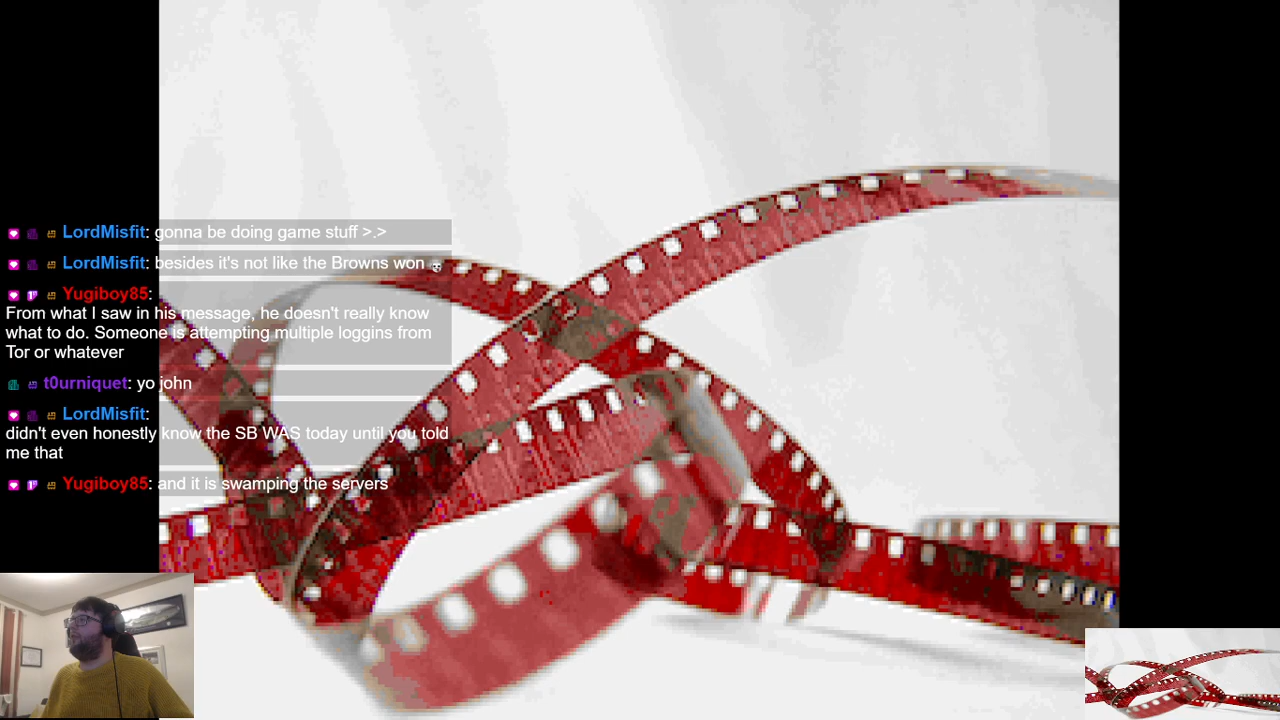 LordMisfit: gonna be doing game stuff >.>
LordMisfit: besides it's not like the Browns won
Yugiboy85:
From what I saw in his message, he doesn't really know
what to do. Someone is attempting multiple loggins from
Tor or whatever
t0urniquet: yo john
LordMisfit:
didn't even honestly know the SB WAS today until you told
me that
Yugiboy85: and it is swamping the servers